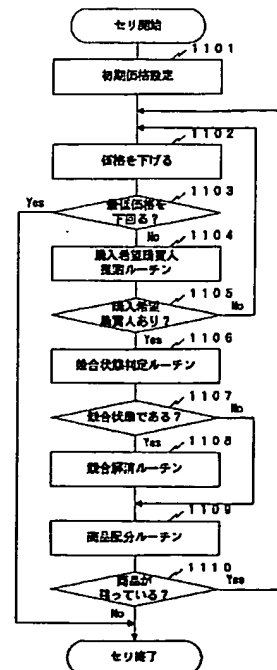 セリ開始
1101
初期価格設定
1102
価格を下げる
1103
Yes
最低価格を
下回る?
No
1104
購入希望購買人
推測ルーチン
1105
購入希望
購買人あり?
No
Yes
1106
競合状態判定ルーチン
1107
競合状態である?
No
Yes
1108
競合解消ルーチン
1109
商品配分ルーチン
1110
商品が
残っている?
Yes
No
セリ終了